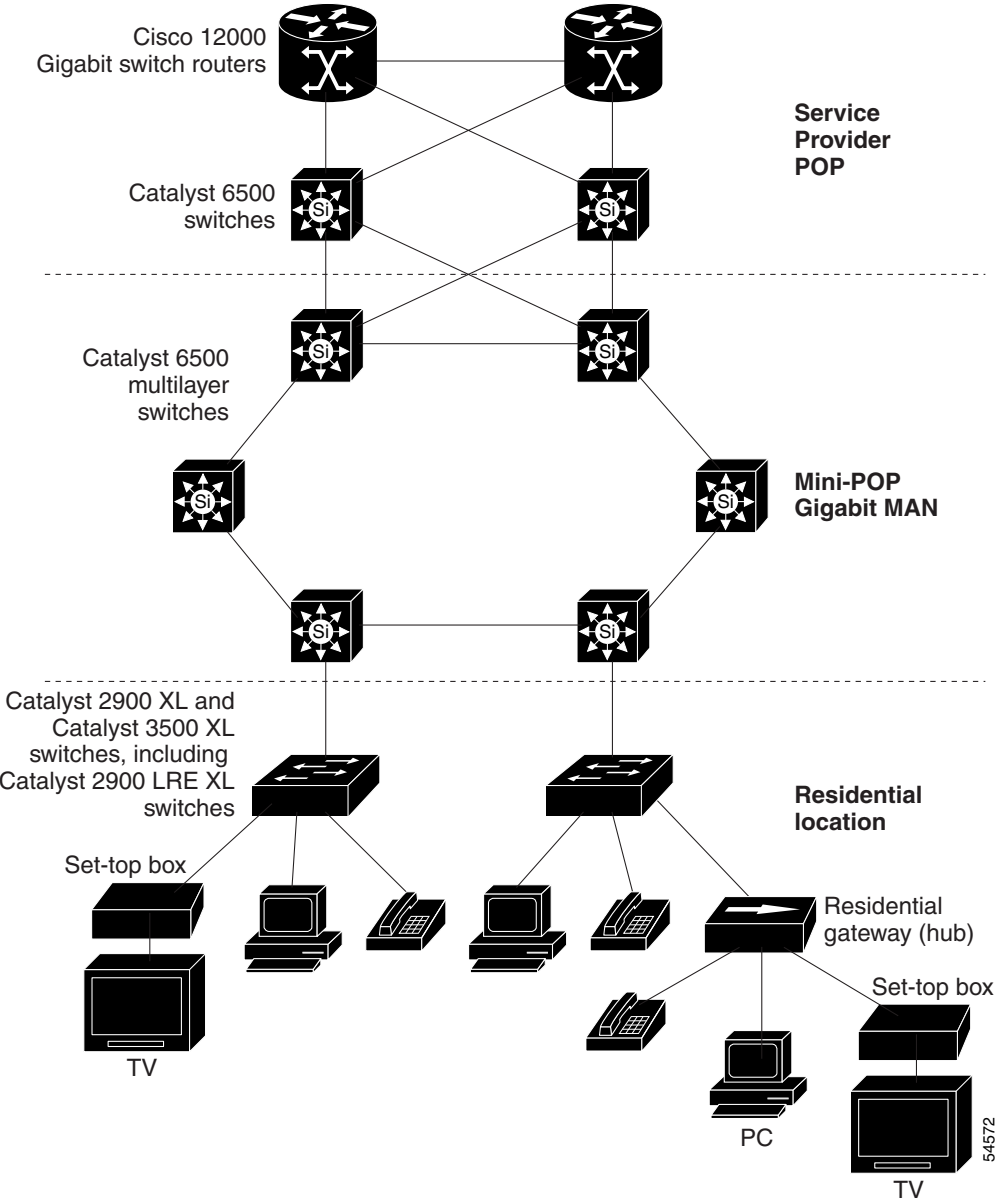 Cisco 12000
Gigabit switch routers
Service
Provider
POP
Catalyst 6500
switches
Si
Si
Si
Si
Catalyst 6500
multilayer
switches
Si
Si
Mini-POP
Gigabit MAN
Si
Si
Catalyst 2900 XL and
Catalyst 3500 XL
switches, including
Catalyst 2900 LRE XL
switches
Residential
location
Set-top box
Residential
gateway (hub)
Set-top box
TV
PC
TV
54572